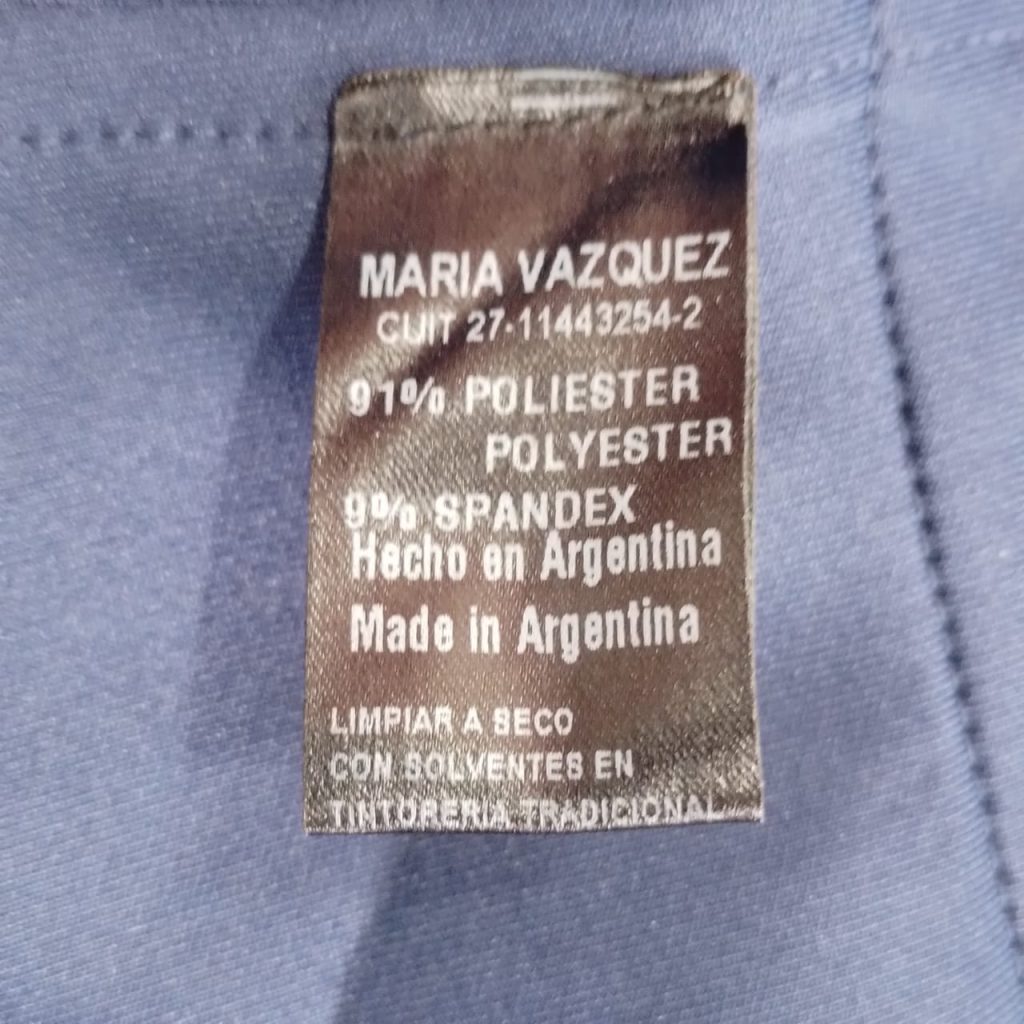 MARIA VAZQUEZ
CUIT 27-11443254-2
91% POLIESTER
POLYESTER
9% SPANDEX
Hecho en Argentina
Made in Argentina
LIMPIAR A SECO
CON SOLVENTES EN
TINTORERIA TRADICIONAL